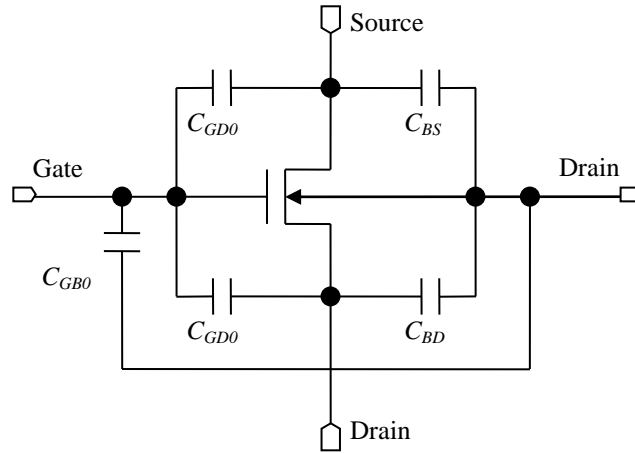 Source
C_GD0
C_BS
Gate
Drain
C_GB0
C_GD0
C_BD
Drain